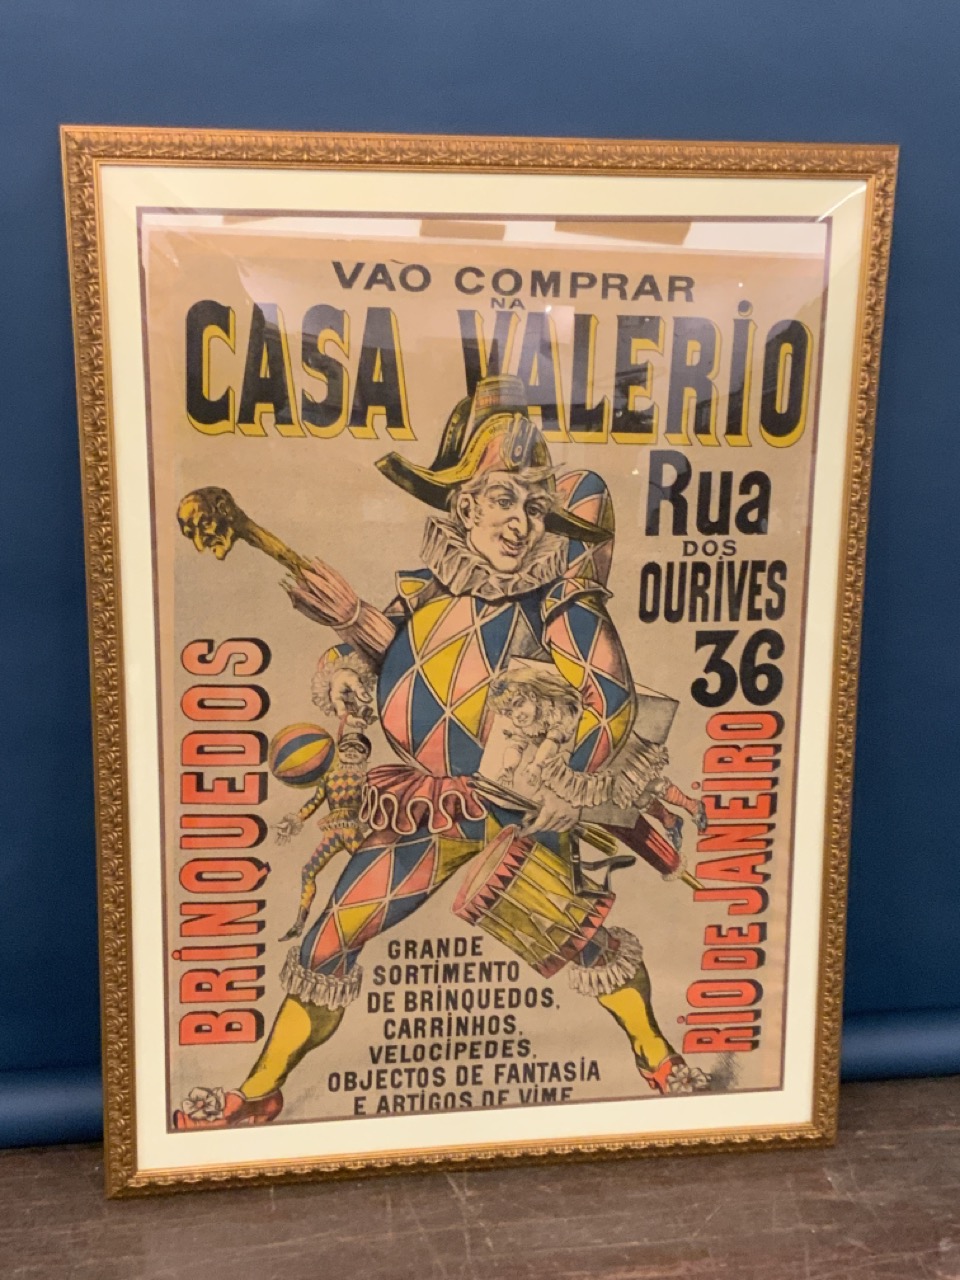 VAO COMPRAR
NA
CASA VALERIO
Rua
DOS
OURIVES
36
RIO DE JANEIRO
BRINQUEDOS
GRANDE
SORTIMENTO
DE BRINQUEDOS,
CARRINHOS,
VELOCIPEDES,
OBJECTOS DE FANTASIA
E ARTIGOS DE VIME